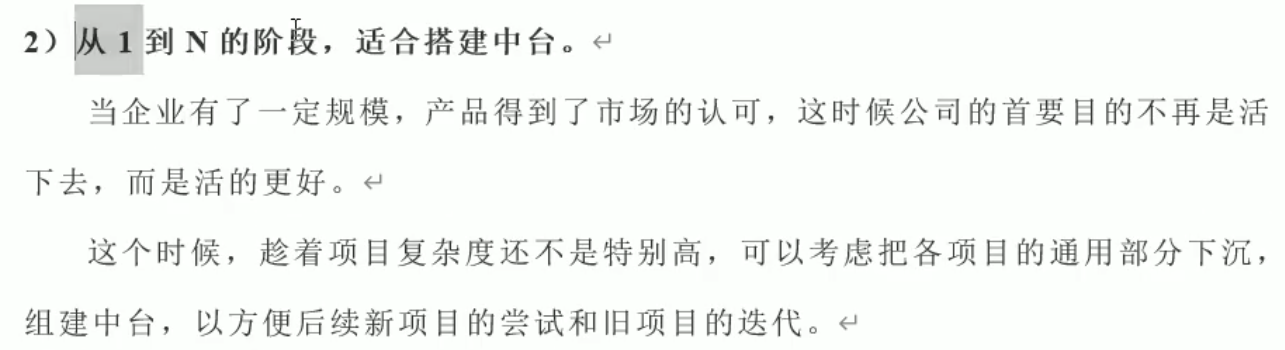 2）从 1 到 N 的阶段，适合搭建中台。↵
当企业有了一定规模，产品得到了市场的认可，这时候公司的首要目的不再是活
下去，而是活的更好。↵
这个时候，趁着项目复杂度还不是特别高，可以考虑把各项目的通用部分下沉，
组建中台，以方便后续新项目的尝试和旧项目的迭代。↵